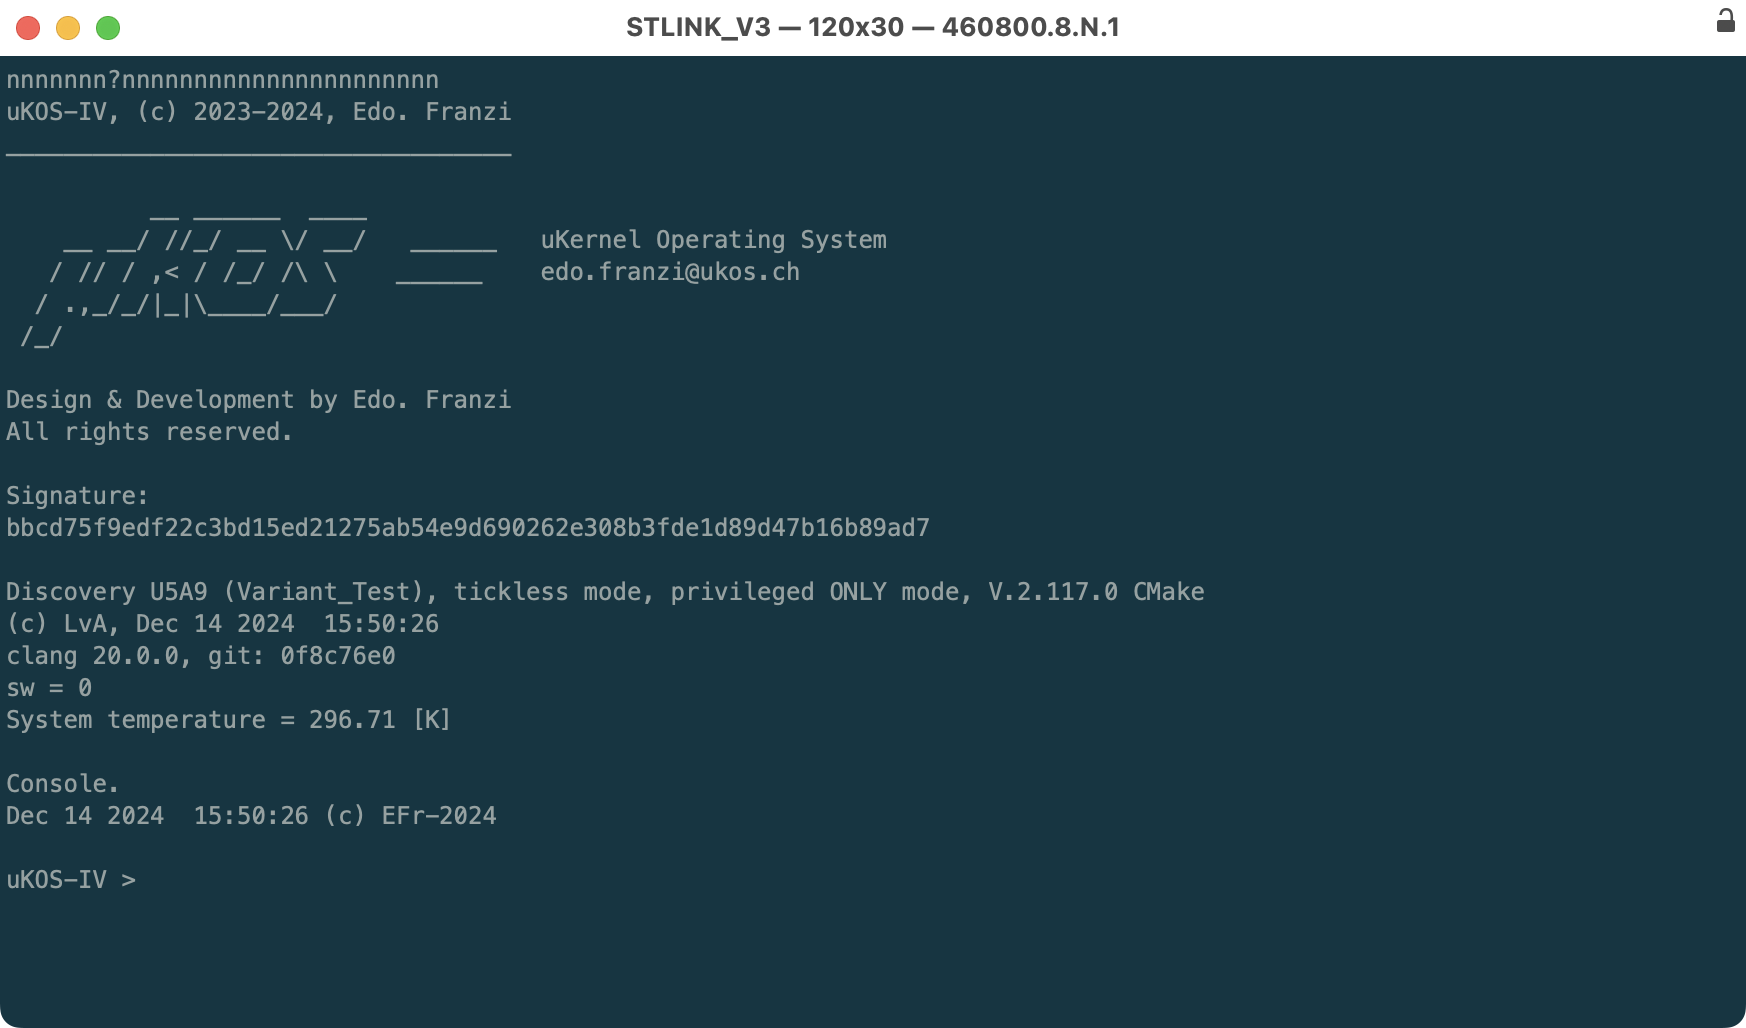 STLINK_V3 — 120x30 — 460800.8.N.1
nnnnnnn?nnnnnnnnnnnnnnnnnnnnnn
uKOS-IV, (c) 2023-2024, Edo. Franzi
___________________________________
          __ ______  ____
    __ __/ //_/ __ \/ __/   ______   uKernel Operating System
   / // / ,< / /_/ /\ \    ______    edo.franzi@ukos.ch
  / .,_/_/|_|\____/___/
 /_/
Design & Development by Edo. Franzi
All rights reserved.
Signature:
bbcd75f9edf22c3bd15ed21275ab54e9d690262e308b3fde1d89d47b16b89ad7
Discovery U5A9 (Variant_Test), tickless mode, privileged ONLY mode, V.2.117.0 CMake
(c) LvA, Dec 14 2024  15:50:26
clang 20.0.0, git: 0f8c76e0
sw = 0
System temperature = 296.71 [K]
Console.
Dec 14 2024  15:50:26 (c) EFr-2024
uKOS-IV >